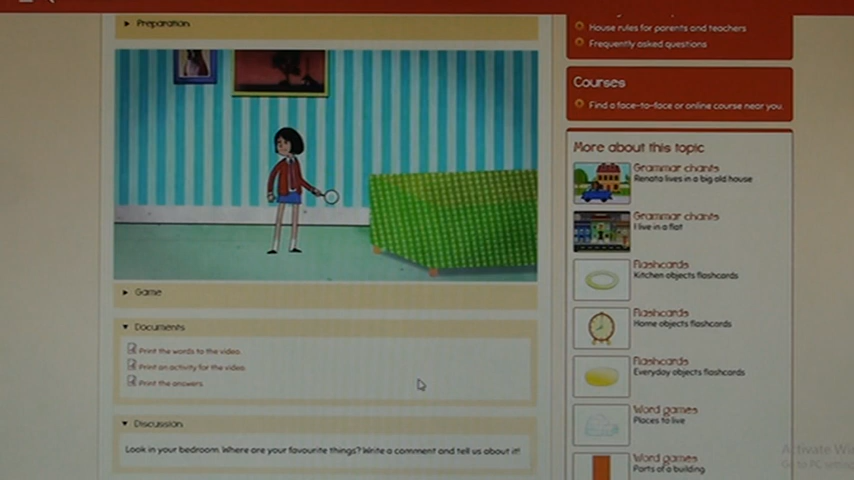 Preparation
Game
Documents
Print the words to the video.
Print an activity for the video.
Print the answers.
Discussion
Look in your bedroom. Where are your favourite things? Write a comment and tell us about it!
House rules for parents and teachers
Frequently asked questions
Courses
Find a face-to-face or online course near you.
More about this topic
Grammar chants
Renata lives in a big old house
Grammar chants
I live in a flat
Flashcards
Kitchen objects flashcards
Flashcards
Home objects flashcards
Flashcards
Everyday objects flashcards
Word games
Places to live
Word games
Parts of a building
Activate
Go to PC